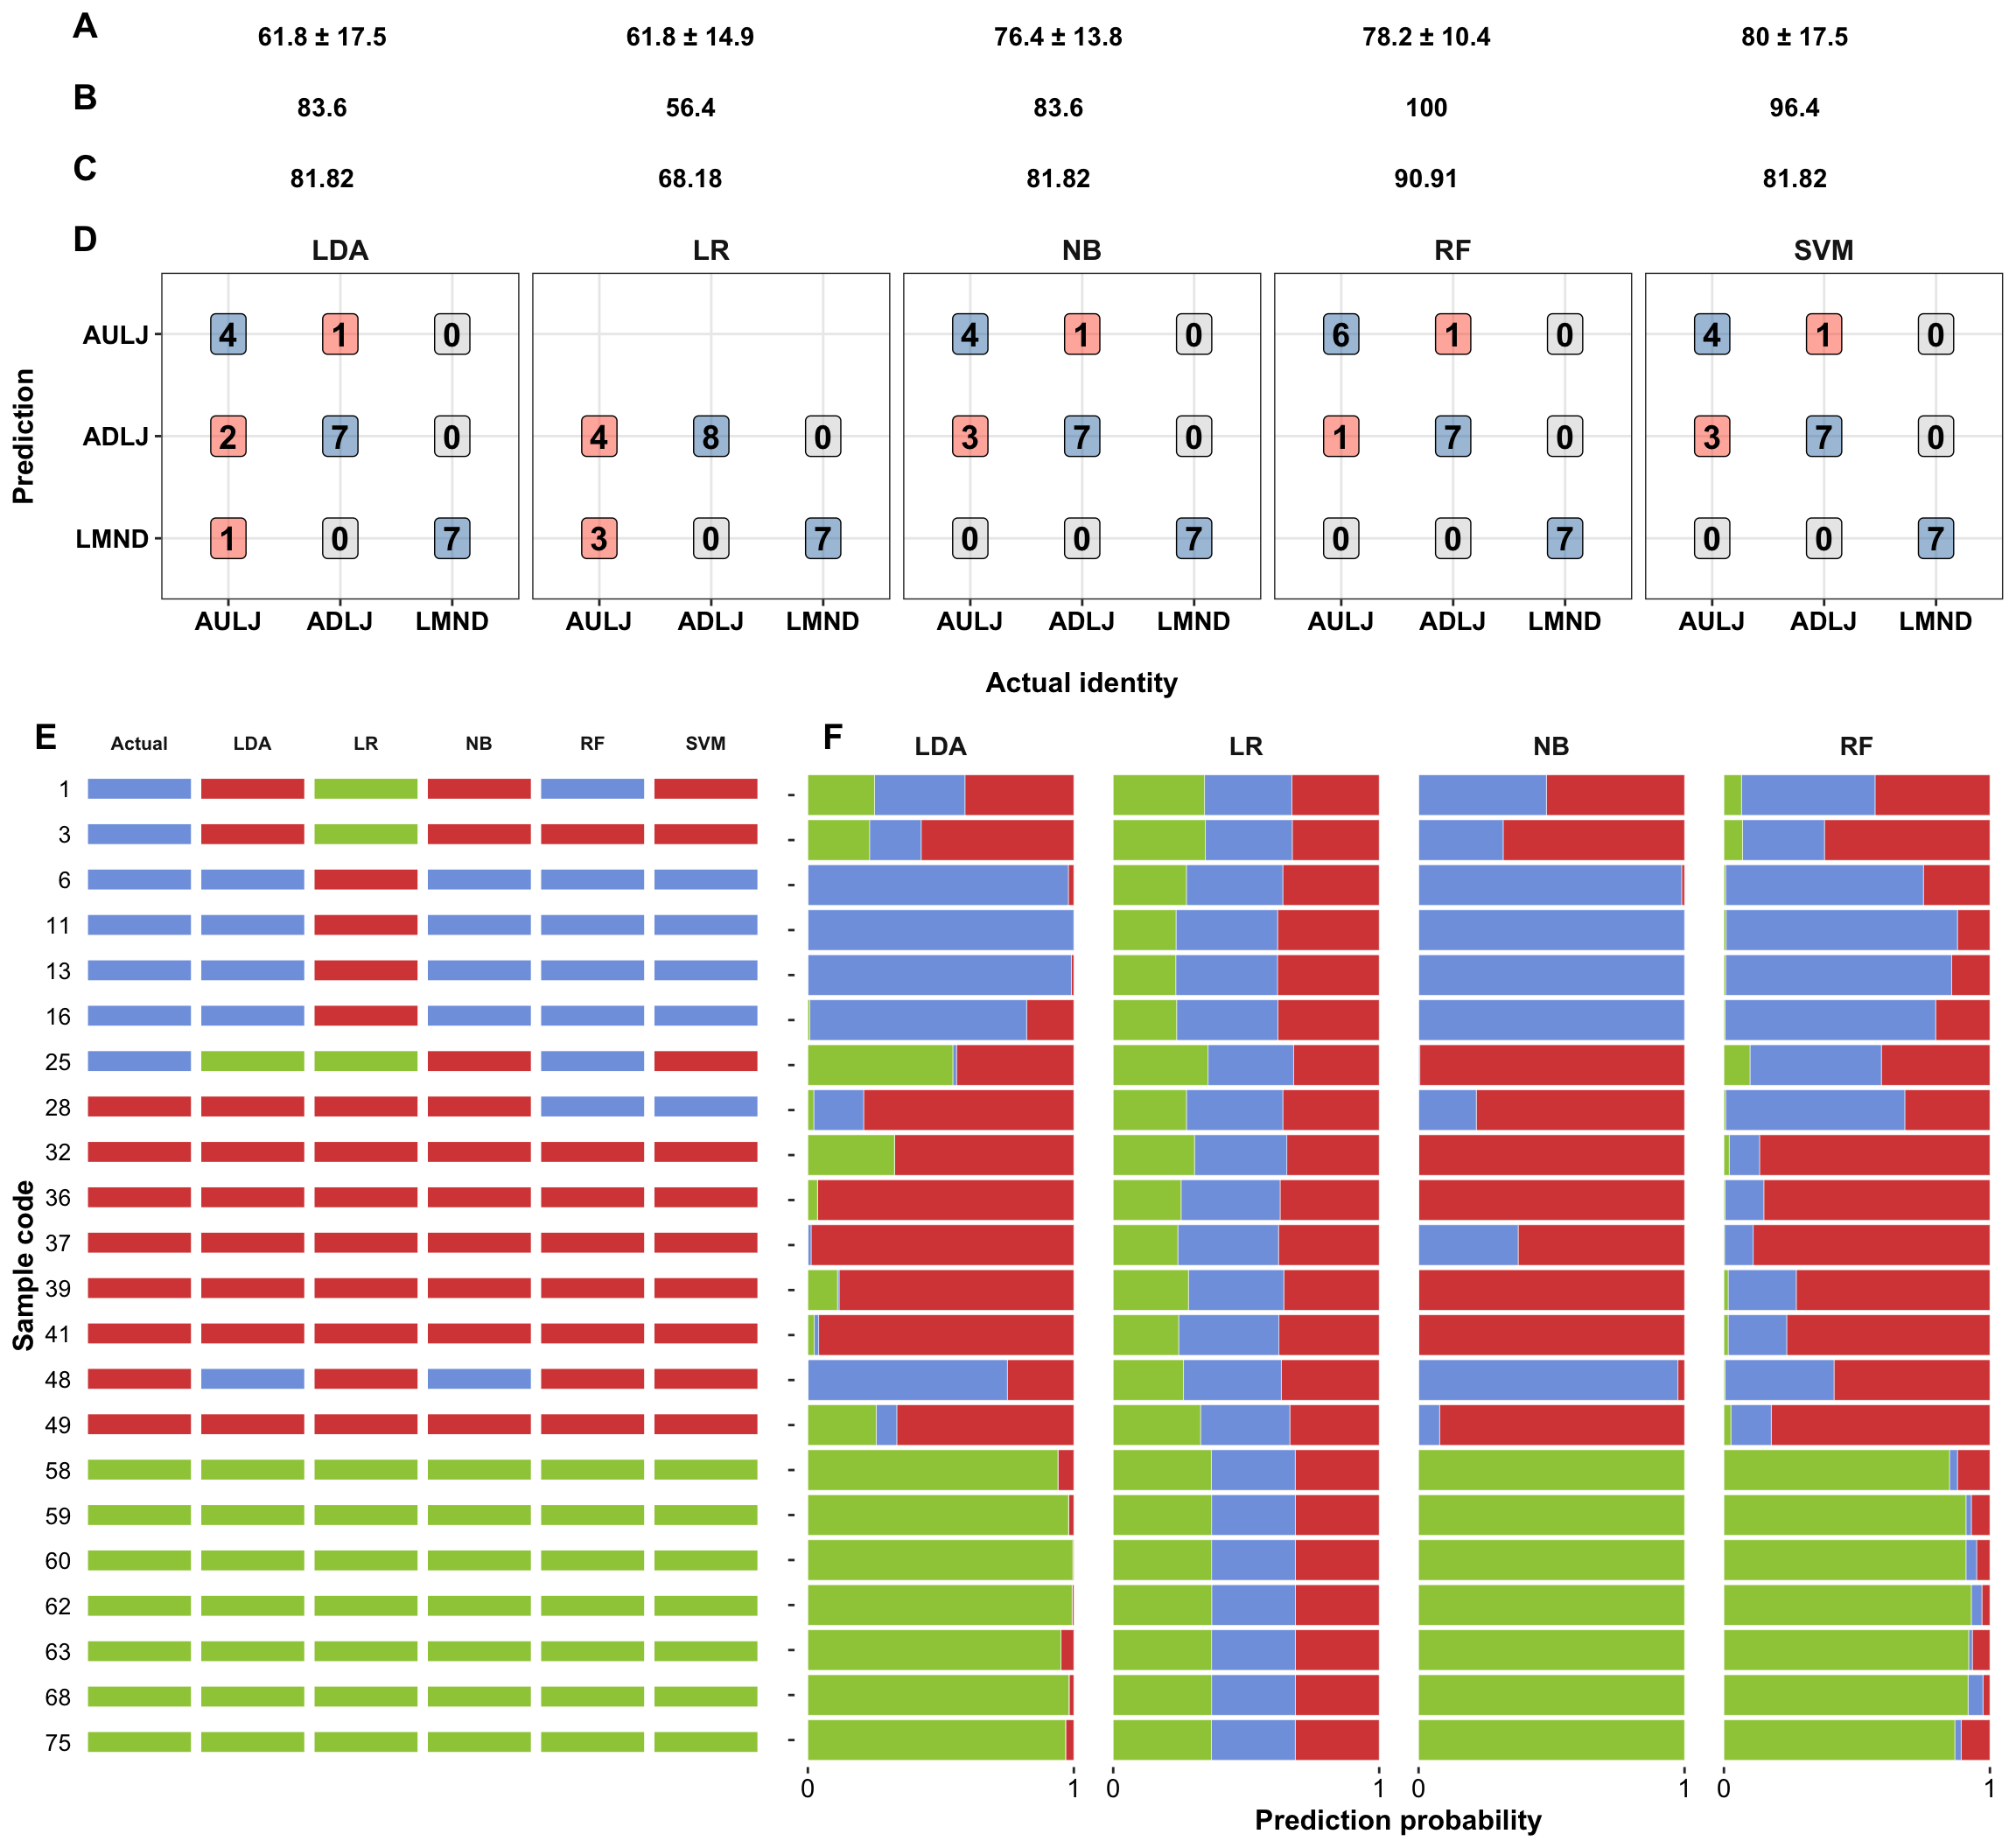 A 61.8 ± 17.5 61.8 ± 14.9 76.4 ± 13.8 78.2 ± 10.4 80 ± 17.5
B 83.6 56.4 83.6 100 96.4
C 81.82 68.18 81.82 90.91 81.82
D LDA LR NB RF SVM
AULJ 4 1 0 4 1 0 6 1 0 4 1 0
ADLJ 2 7 0 4 8 0 3 7 0 1 7 0 3 7 0
LMND 1 0 7 3 0 7 0 0 7 0 0 7 0 0 7
Prediction
AULJ ADLJ LMND AULJ ADLJ LMND AULJ ADLJ LMND AULJ ADLJ LMND AULJ ADLJ LMND
Actual identity
E Actual LDA LR NB RF SVM
F LDA LR NB RF
Sample code
1
3
6
11
13
16
25
28
32
36
37
39
41
48
49
58
59
60
62
63
68
75
0 1 0 1 0 1 0 1
Prediction probability